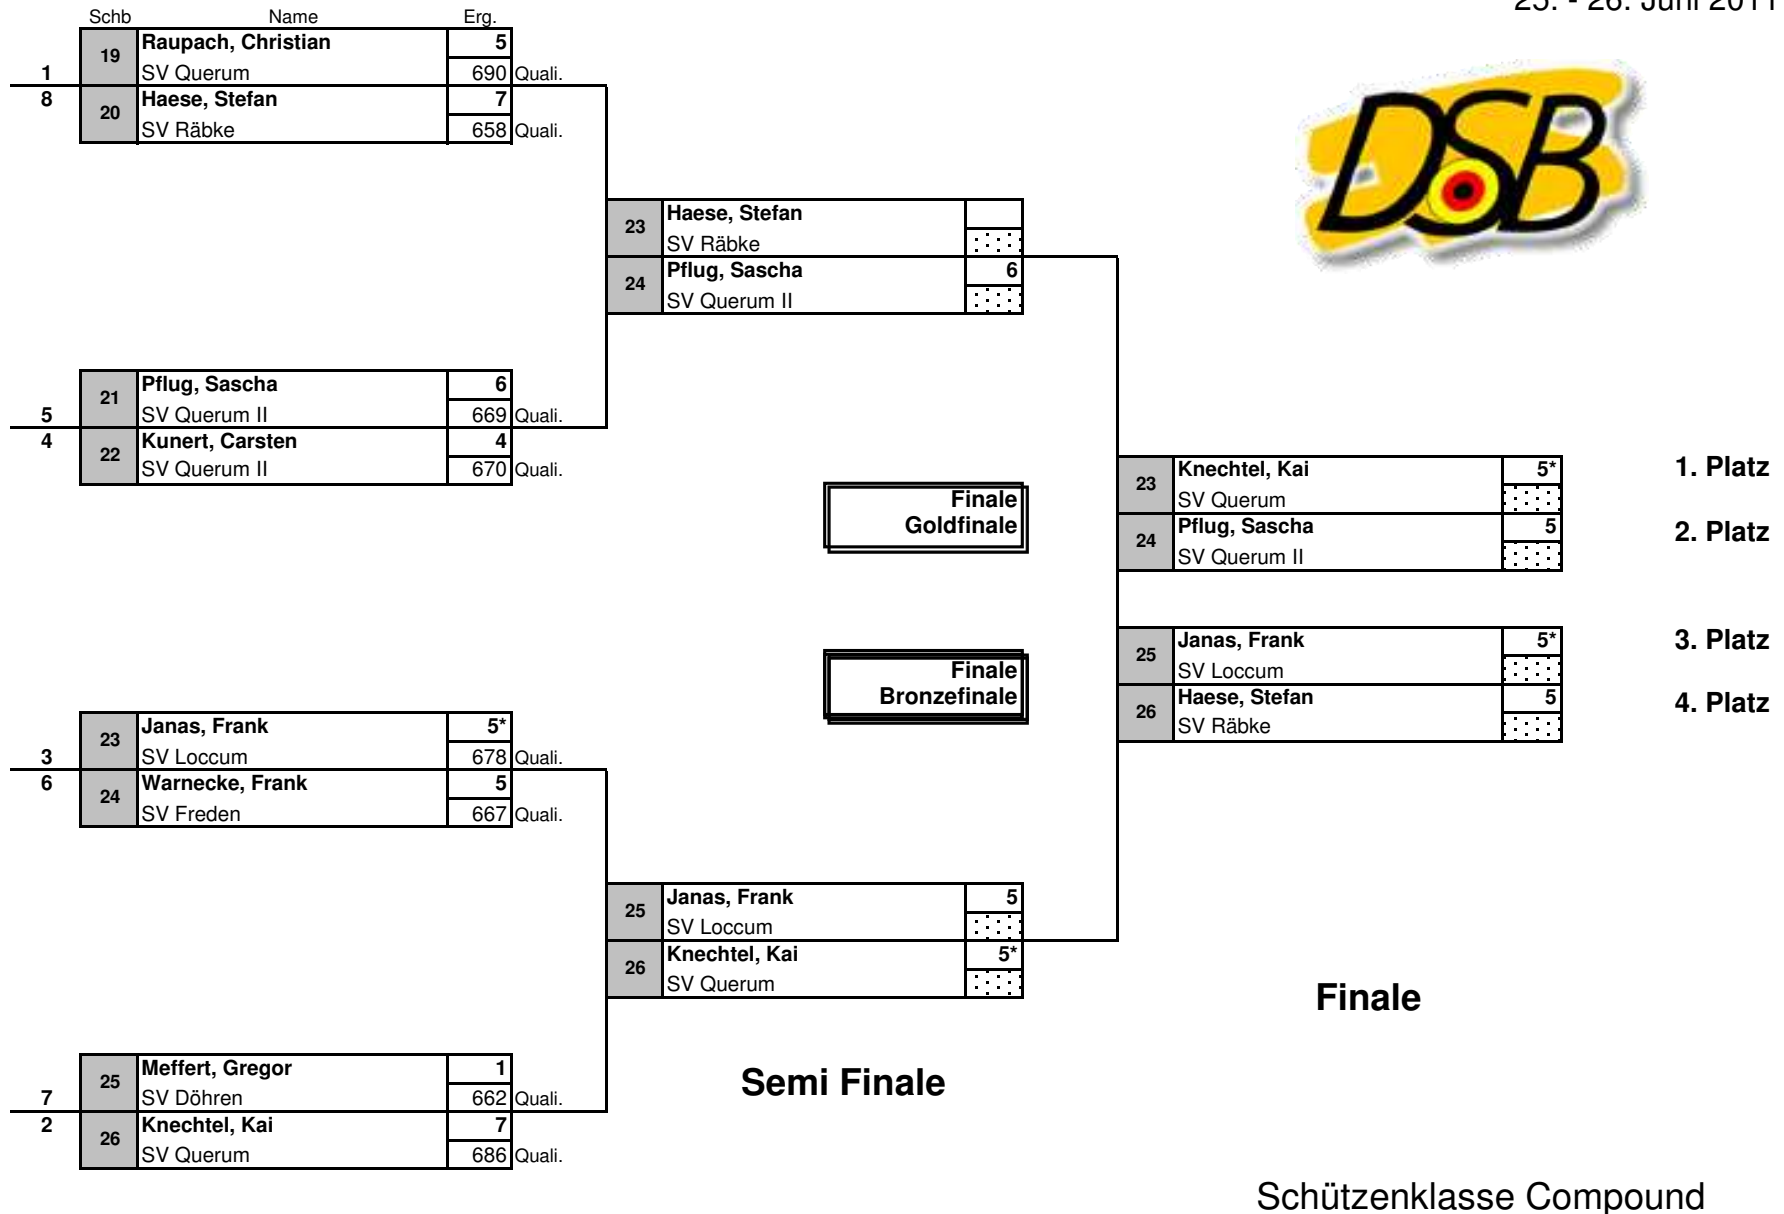 25. - 26. Juni 2011
Schb Name Erg.
19 Raupach, Christian 5
1 SV Querum 690 Quali.
8 20 Haese, Stefan 7
SV Räbke 658 Quali.
DSB
23 Haese, Stefan
SV Räbke
24 Pflug, Sascha 6
SV Querum II
21 Pflug, Sascha 6
5 SV Querum II 669 Quali.
4 22 Kunert, Carsten 4
SV Querum II 670 Quali.
Finale
Goldfinale
23 Knechtel, Kai 5* 1. Platz
SV Querum
24 Pflug, Sascha 5 2. Platz
SV Querum II
Finale
Bronzefinale
25 Janas, Frank 5* 3. Platz
SV Loccum
26 Haese, Stefan 5 4. Platz
SV Räbke
23 Janas, Frank 5*
3 SV Loccum 678 Quali.
6 24 Warnecke, Frank 5
SV Freden 667 Quali.
25 Janas, Frank 5
SV Loccum
26 Knechtel, Kai 5*
SV Querum
Finale
Semi Finale
25 Meffert, Gregor 1
7 SV Döhren 662 Quali.
2 26 Knechtel, Kai 7
SV Querum 686 Quali.
Schützenklasse Compound